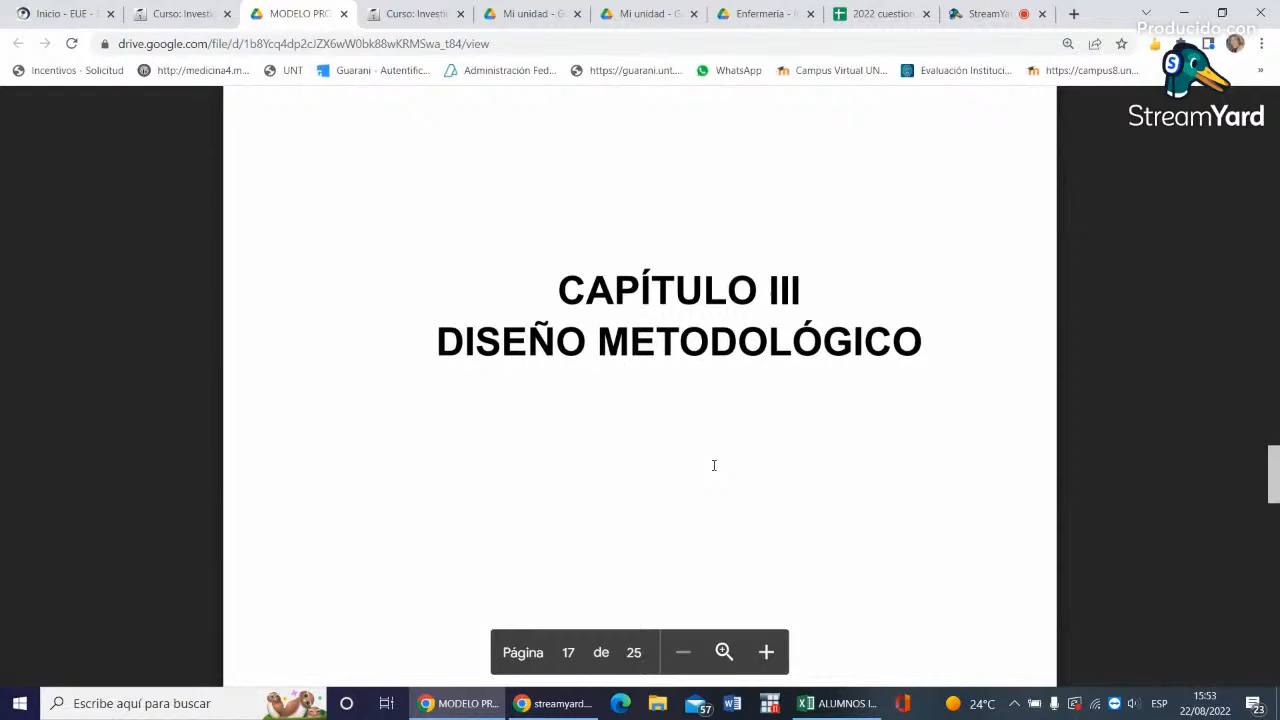 Inicio - EUE -
Curso: Investi
MODELO PRO
Curso: Investi
Mi unidad - G
Mi unidad - G
Enfermeria -
2022 cuestion
StreamYard
Producido con
drive.google.com/file/d/1b8Ycq4dp2cJZX6wW0bk88wKRMSwa_t84/view
Incentivos - Solicitud
http://medicina4.m...
UNT
Guarani - Autentific...
Administración Fed...
https://guarani.unt....
WhatsApp
Campus Virtual UN...
Evaluación Instituci...
https://campus8.un...
»
StreamYard
CAPÍTULO III
DISEÑO METODOLÓGICO
Página 17 de 25
Escribe aquí para buscar
MODELO PR...
streamyard....
57
ALUMNOS I...
24°C
ESP
15:53
22/08/2022
23